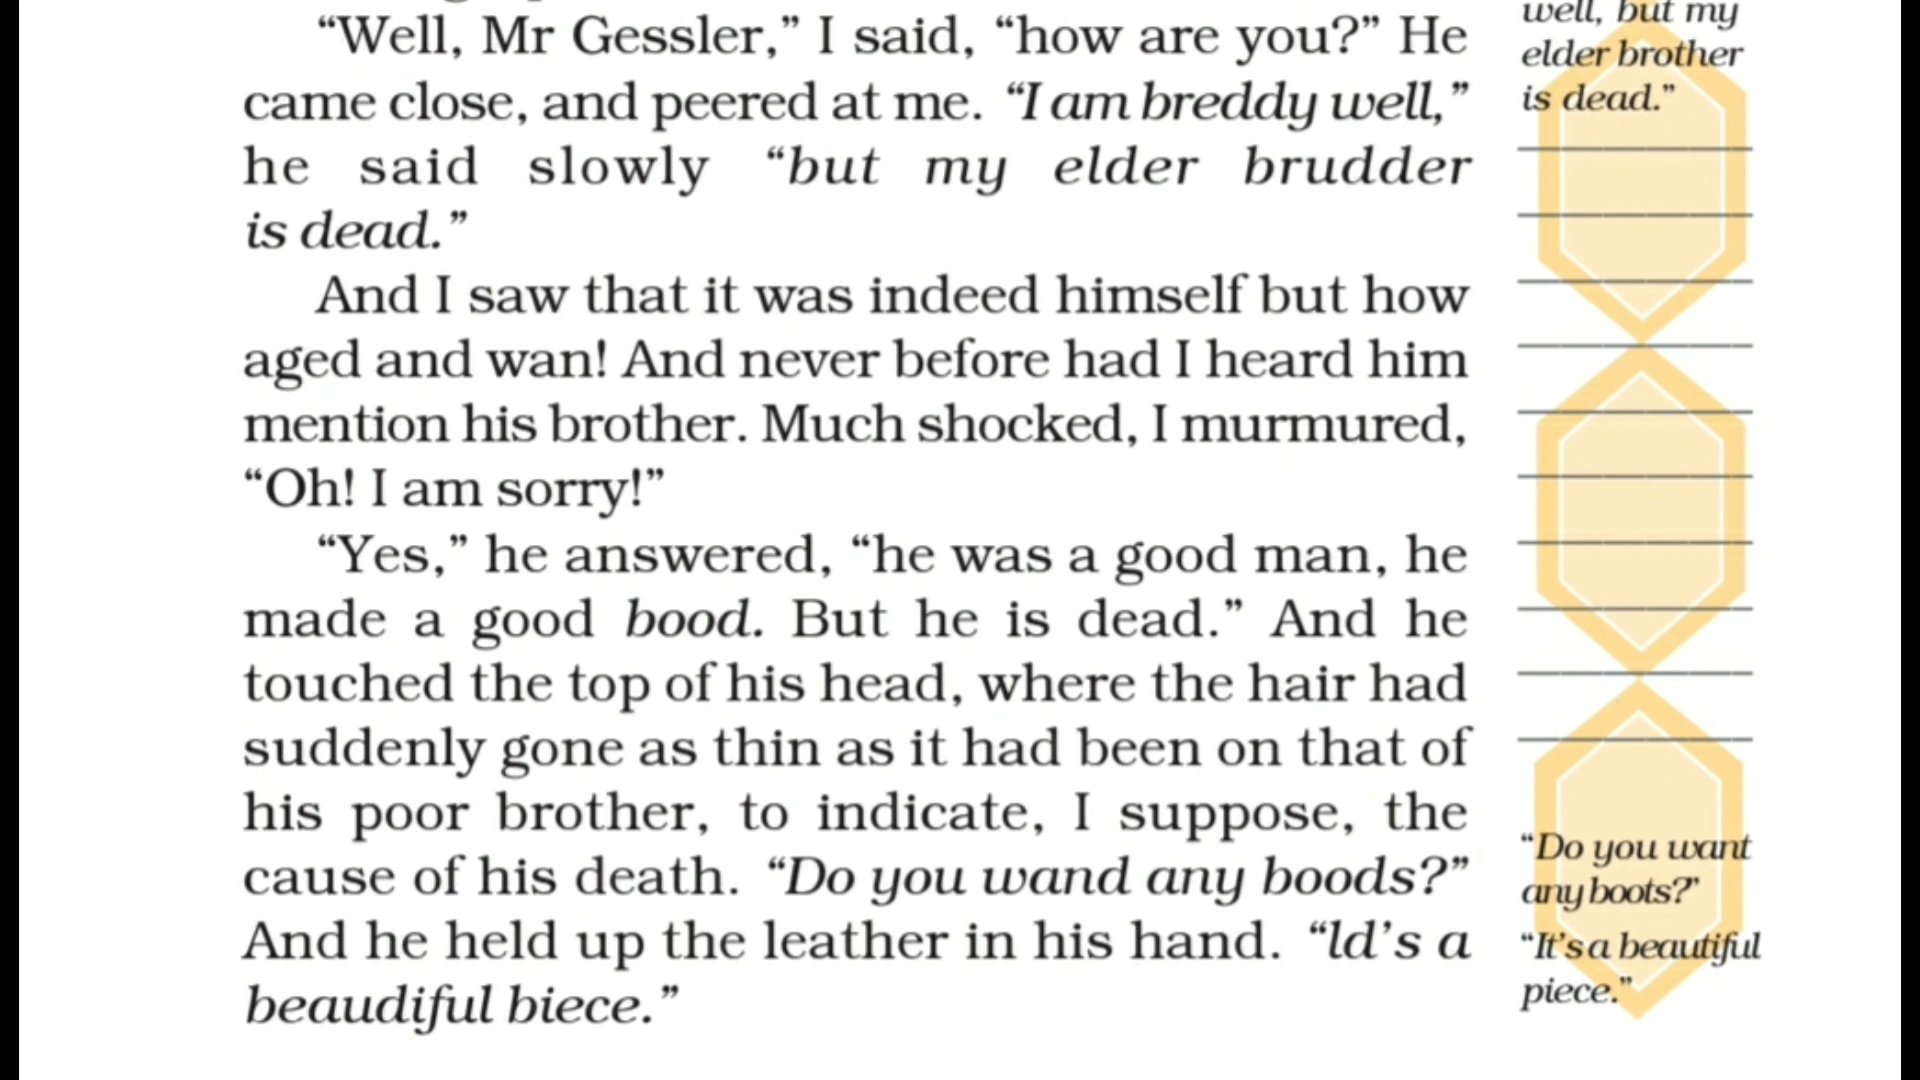 “Well, Mr Gessler,” I said, “how are you?” He
came close, and peered at me. “I am breddy well,”
he said slowly “but my elder brudder
is dead.”
And I saw that it was indeed himself but how
aged and wan! And never before had I heard him
mention his brother. Much shocked, I murmured,
“Oh! I am sorry!”
“Yes,” he answered, “he was a good man, he
made a good bood. But he is dead.” And he
touched the top of his head, where the hair had
suddenly gone as thin as it had been on that of
his poor brother, to indicate, I suppose, the
cause of his death. “Do you wand any boods?”
And he held up the leather in his hand. “ld’s a
beaudiful biece.”
well, but my
elder brother
is dead.”
“Do you want
any boots?”
“It’s a beautiful
piece.”